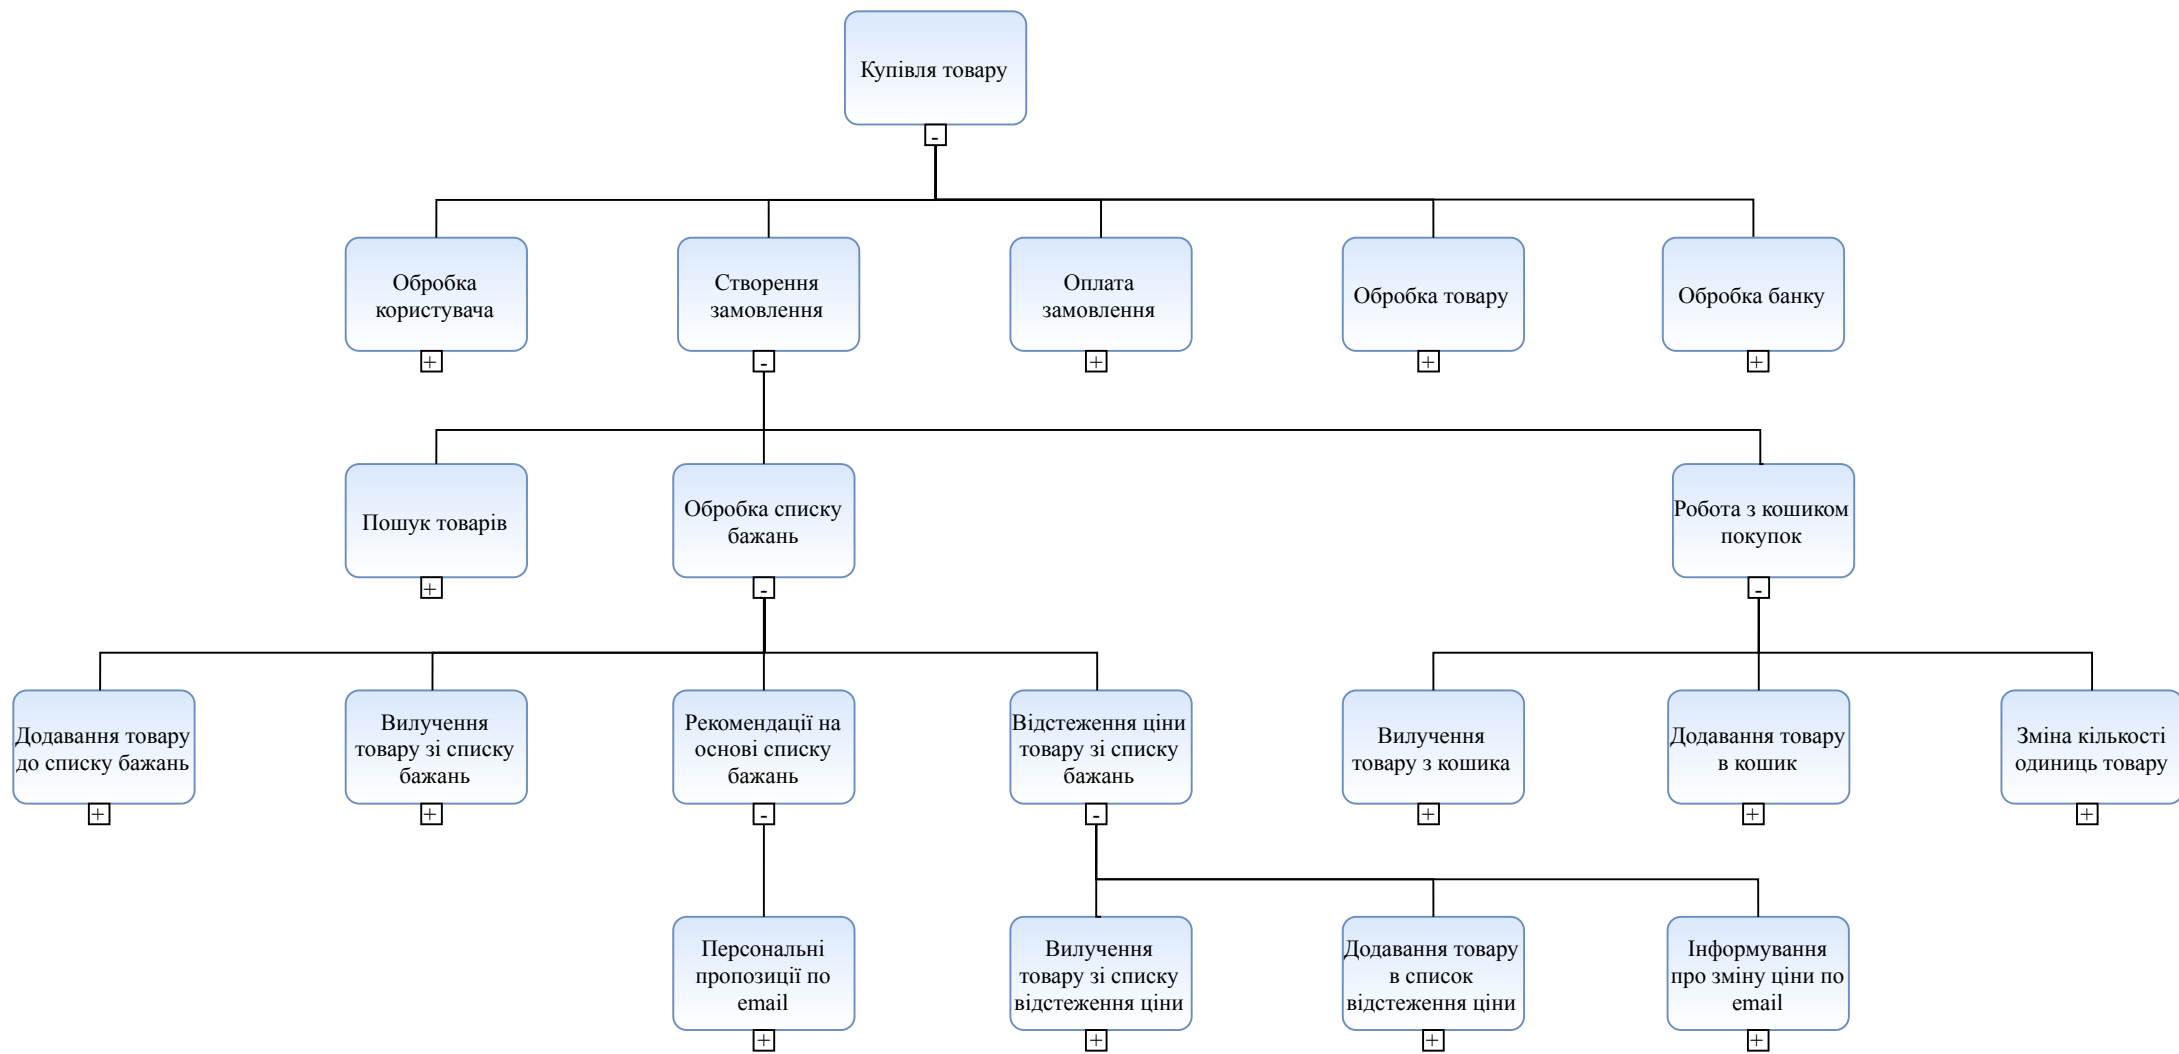 Купівля товару
-
Обробка
користувача
+
Створення
замовлення
-
Оплата
замовлення
+
Обробка товару
+
Обробка банку
+
Пошук товарів
+
Обробка списку
бажань
-
Робота з кошиком
покупок
-
Додавання товару
до списку бажань
+
Вилучення
товару зі списку
бажань
+
Рекомендації на
основі списку
бажань
-
Відстеження ціни
товару зі списку
бажань
-
Вилучення
товару з кошика
+
Додавання товару
в кошик
+
Зміна кількості
одиниць товару
+
Персональні
пропозиції по
email
+
Вилучення
товару зі списку
відстеження ціни
+
Додавання товару
в список
відстеження ціни
+
Інформування
про зміну ціни по
email
+